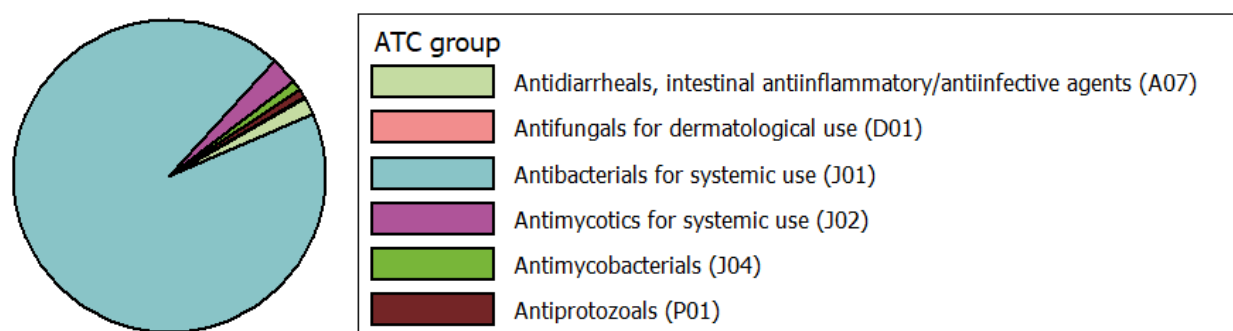 ATC group
Antidiarrheals, intestinal antiinflammatory/antiinfective agents (A07)
Antifungals for dermatological use (D01)
Antibacterials for systemic use (J01)
Antimycotics for systemic use (J02)
Antimycobacterials (J04)
Antiprotozoals (P01)